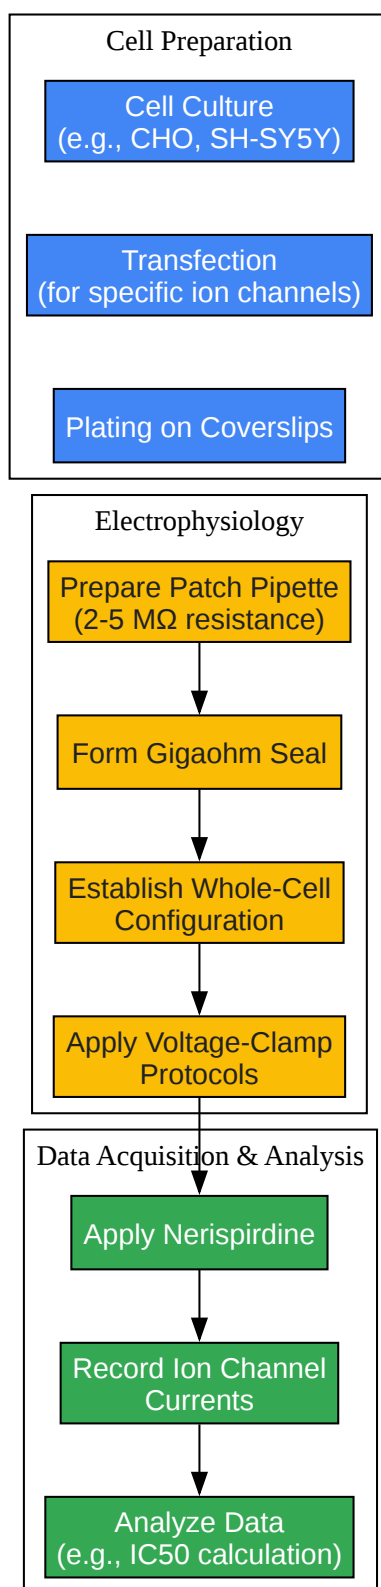 Cell Preparation
Cell Culture
(e.g., CHO, SH-SY5Y)
Transfection
(for specific ion channels)
Plating on Coverslips
Electrophysiology
Prepare Patch Pipette
(2-5 MΩ resistance)
Form Gigaohm Seal
Establish Whole-Cell
Configuration
Apply Voltage-Clamp
Protocols
Data Acquisition & Analysis
Apply Nerispirdine
Record Ion Channel
Currents
Analyze Data
(e.g., IC50 calculation)